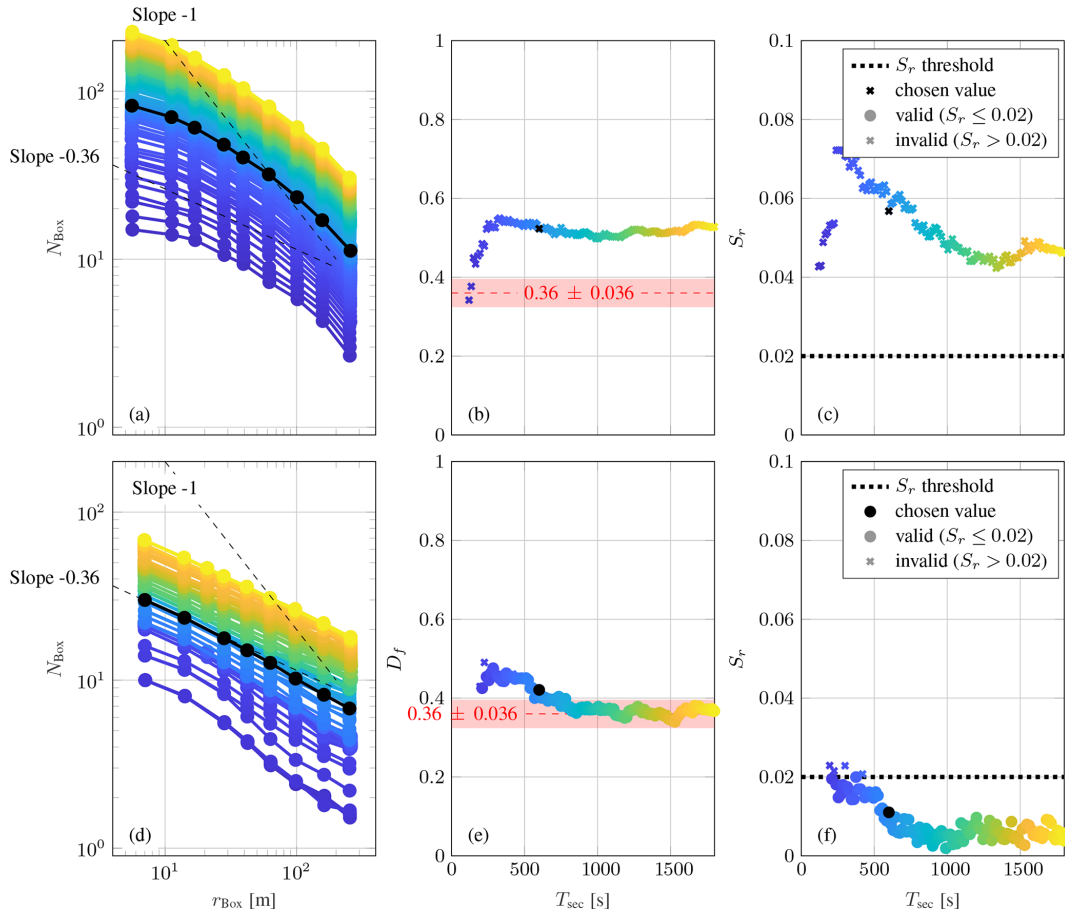 Slope -1
Slope -0.36
N_Box
10^2
10^1
10^0
(a)
1
0.8
0.6
0.4
0.2
0
0.36 ± 0.036
(b)
S_r
0.1
0.08
0.06
0.04
0.02
0
S_r threshold
chosen value
valid (S_r ≤ 0.02)
invalid (S_r > 0.02)
(c)
Slope -1
Slope -0.36
N_Box
10^2
10^1
10^0
(d)
10^1
10^2
r_Box [m]
D_f
1
0.8
0.6
0.4
0.2
0
0.36 ± 0.036
(e)
0
500
1000
1500
T_sec [s]
S_r
0.1
0.08
0.06
0.04
0.02
0
S_r threshold
chosen value
valid (S_r ≤ 0.02)
invalid (S_r > 0.02)
(f)
0
500
1000
1500
T_sec [s]